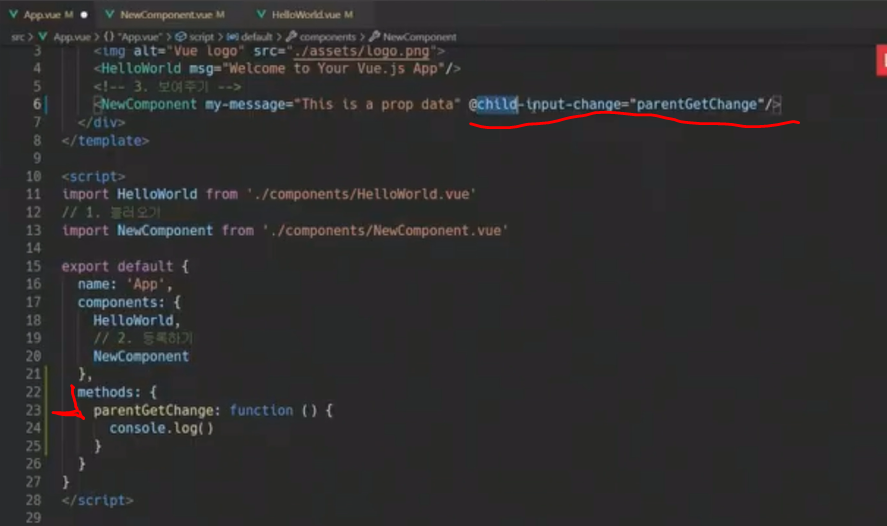 App.vue M NewComponent.vue M HelloWorld.vue M
src > App.vue > {} "App.vue" > script > default > components > NewComponent
3 <img alt="Vue logo" src="./assets/logo.png">
4 <HelloWorld msg="Welcome to Your Vue.js App"/>
5 <!-- 3. 보여주기 -->
6 <NewComponent my-message="This is a prop data" @child-input-change="parentGetChange"/>
7 </div>
8 </template>
9
10 <script>
11 import HelloWorld from './components/HelloWorld.vue'
12 // 1. 불러오기
13 import NewComponent from './components/NewComponent.vue'
14
15 export default {
16 name: 'App',
17 components: {
18 HelloWorld,
19 // 2. 등록하기
20 NewComponent
21 },
22 methods: {
23 parentGetChange: function () {
24 console.log()
25 }
26 }
27 }
28 </script>
29